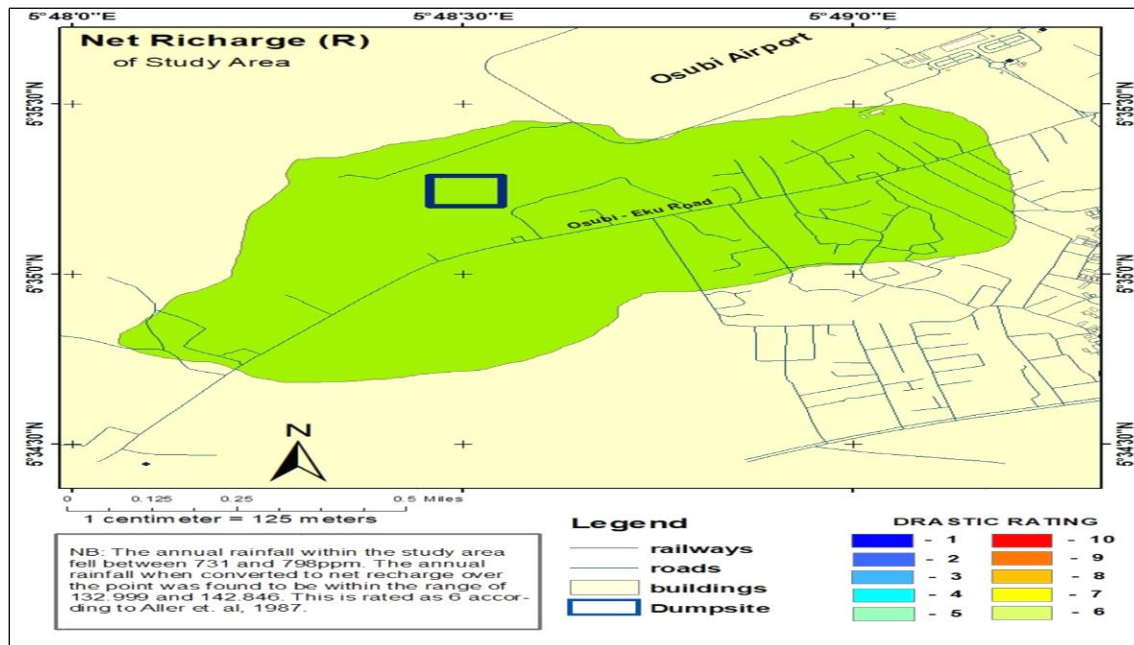 5°48'0"E 5°48'30"E 5°49'0"E
Net Richarge (R)
of Study Area
Osubi Airport
5°35'30"N 5°35'30"N
Osubi - Eku Road
5°35'0"N 5°35'0"N
5°34'30"N 5°34'30"N
N
0 0.125 0.25 0.5 Miles
1 centimeter = 125 meters
NB: The annual rainfall within the study area
fell between 731 and 798ppm. The annual
rainfall when converted to net recharge over
the point was found to be within the range of
132.999 and 142.846. This is rated as 6 accor-
ding to Aller et. al, 1987.
Legend
railways
roads
buildings
Dumpsite
DRASTIC RATING
- 1 - 10
- 2 - 9
- 3 - 8
- 4 - 7
- 5 - 6